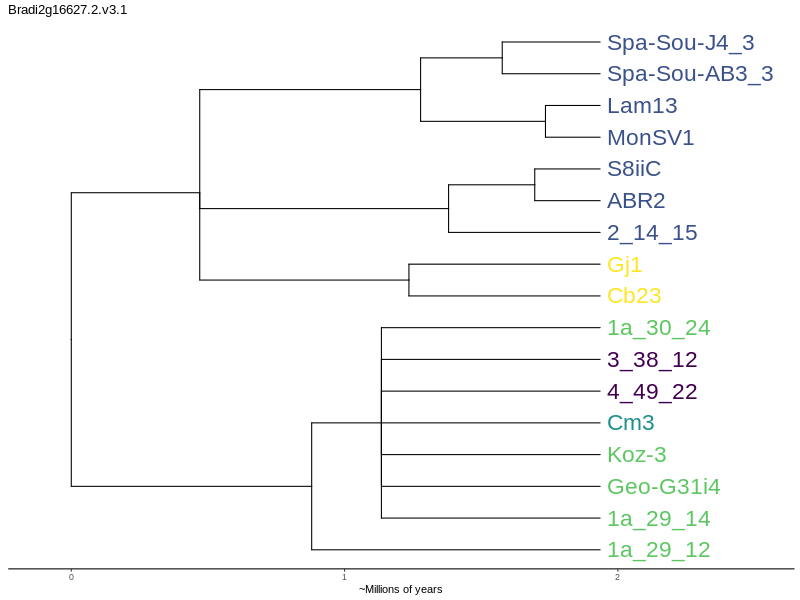 Bradi2g16627.2.v3.1
Spa-Sou-J4_3
Spa-Sou-AB3_3
Lam13
MonSV1
S8iiC
ABR2
2_14_15
Gj1
Cb23
1a_30_24
3_38_12
4_49_22
Cm3
Koz-3
Geo-G31i4
1a_29_14
1a_29_12
0 1 2
~Millions of years